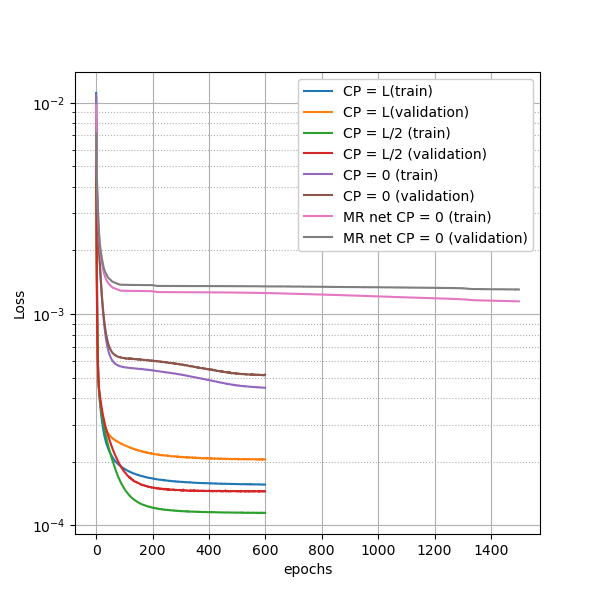 CP = L(train)
CP = L(validation)
CP = L/2 (train)
CP = L/2 (validation)
CP = 0 (train)
CP = 0 (validation)
MR net CP = 0 (train)
MR net CP = 0 (validation)
10⁻²
10⁻³
10⁻⁴
Loss
0 200 400 600 800 1000 1200 1400
epochs